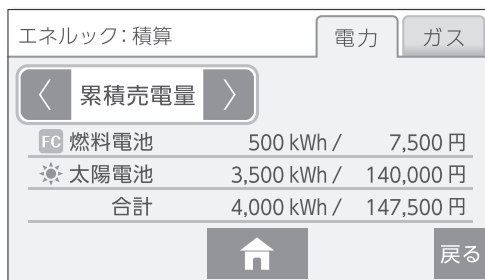 エネルック：積算
電力
ガス
累積売電量
FC 燃料電池 500 kWh / 7,500 円
太陽電池 3,500 kWh / 140,000 円
合計 4,000 kWh / 147,500 円
戻る